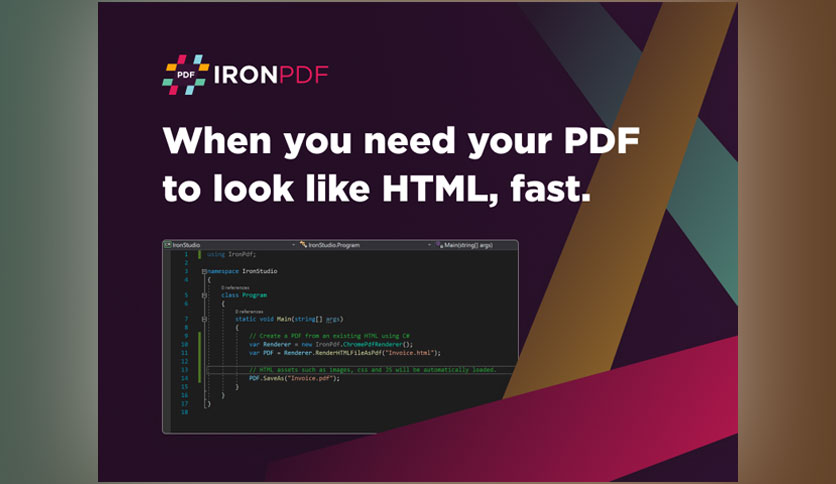 PDF IRONPDF
When you need your PDF
to look like HTML, fast.
IronStudio IronStudio.Program Main(string[] args)
1 using IronPdf;
2
3 namespace IronStudio
4 {
0 references
5 class Program
6 {
0 references
7 static void Main(string[] args)
8 {
9 // Create a PDF from an existing HTML using C#
10 var Renderer = new IronPdf.ChromePdfRenderer();
11 var PDF = Renderer.RenderHTMLFileAsPdf("Invoice.html");
12
13 // HTML assets such as images, css and JS will be automatically loaded.
14 PDF.SaveAs("Invoice.pdf");
15 }
16 }
17 }
18